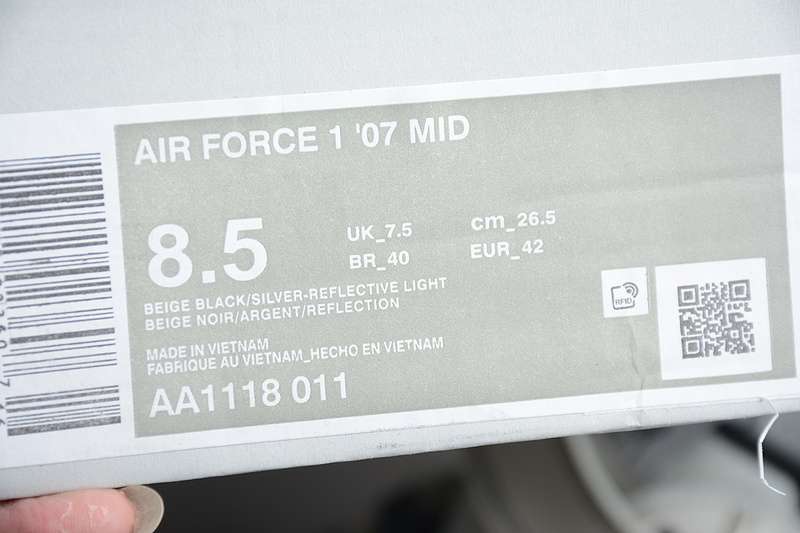 AIR FORCE 1 '07 MID
8.5
UK_7.5
cm_26.5
BR_40
EUR_42
BEIGE BLACK/SILVER-REFLECTIVE LIGHT
BEIGE NOIR/ARGENT/REFLECTION
MADE IN VIETNAM
FABRIQUE AU VIETNAM_HECHO EN VIETNAM
AA1118 011
RFID